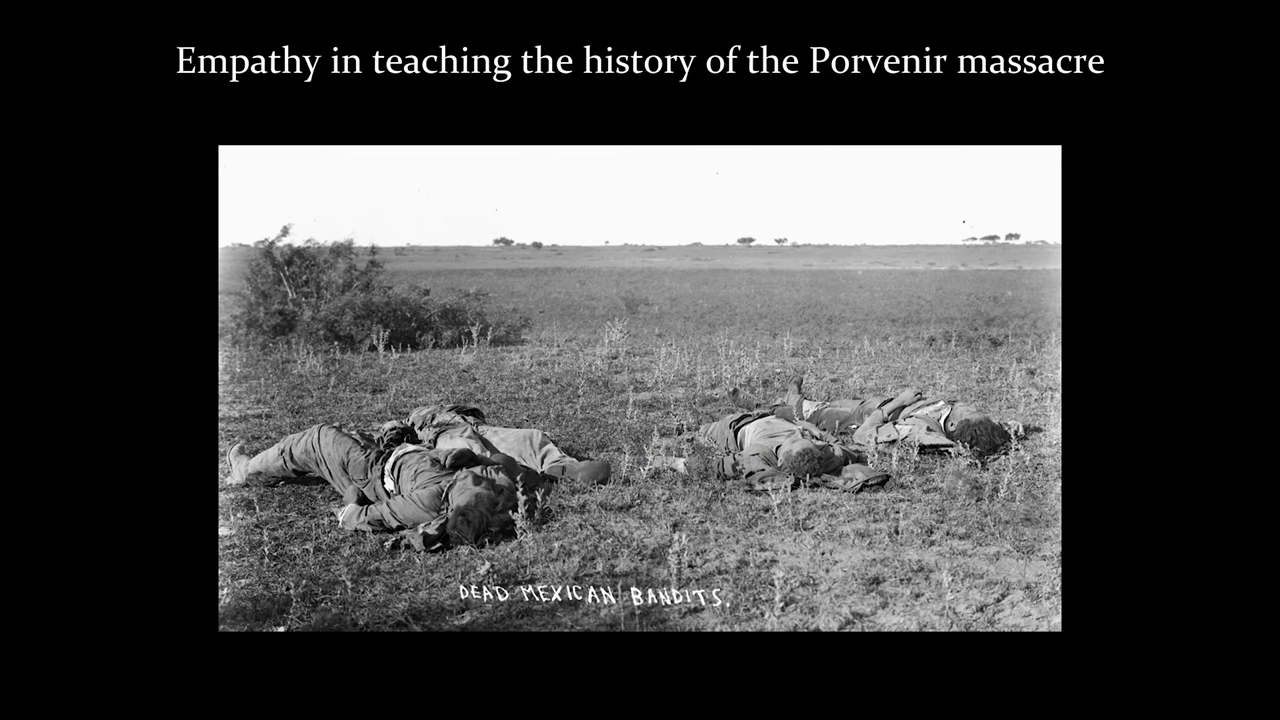 Empathy in teaching the history of the Porvenir massacre
DEAD MEXICAN BANDITS.